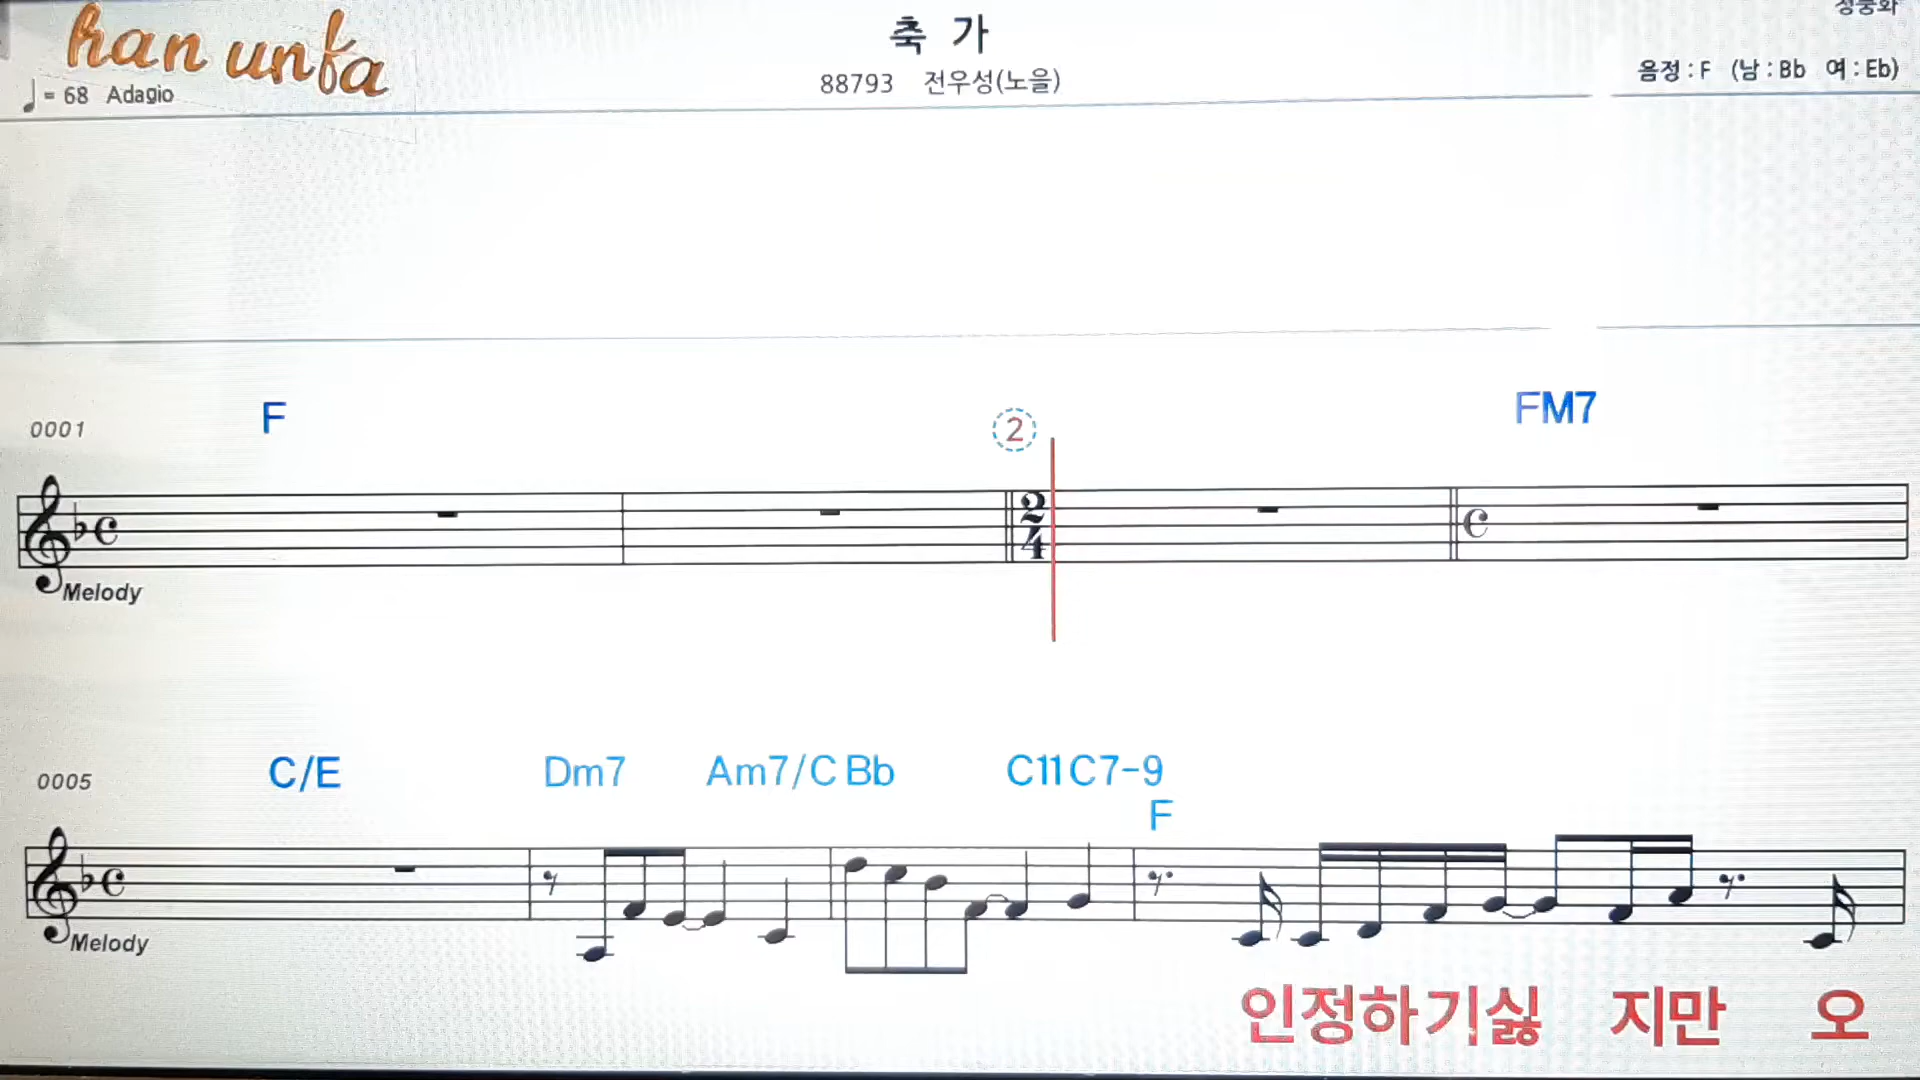 han unfa
축 가
♩= 68 Adagio
88793 전우성(노을)
음정 : F (남 : Bb 여 : Eb)
F
FM7
0001
2
2
4
Melody
C/E Dm7 Am7/C Bb C11 C7-9
F
0005
Melody
인정하기싫 지만 오